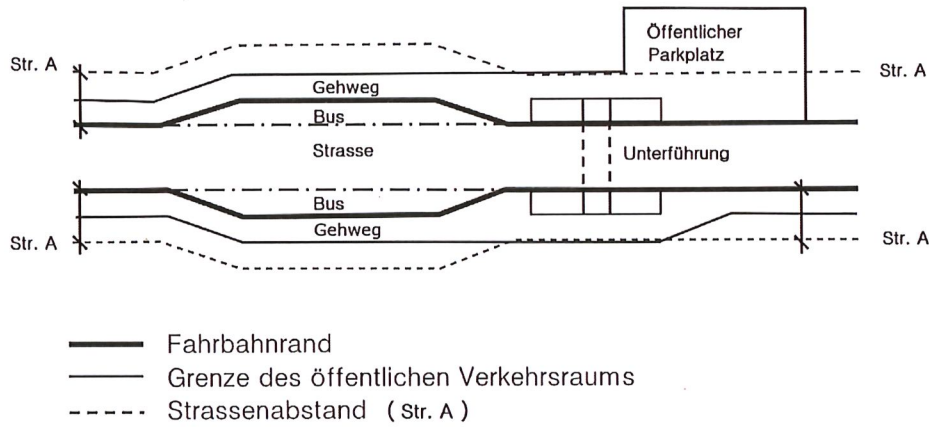 Öffentlicher
Parkplatz
Str. A
Str. A
Gehweg
Bus
Strasse
Unterführung
Bus
Gehweg
Str. A
Str. A
Fahrbahnrand
Grenze des öffentlichen Verkehrsraums
Strassenabstand ( Str. A )